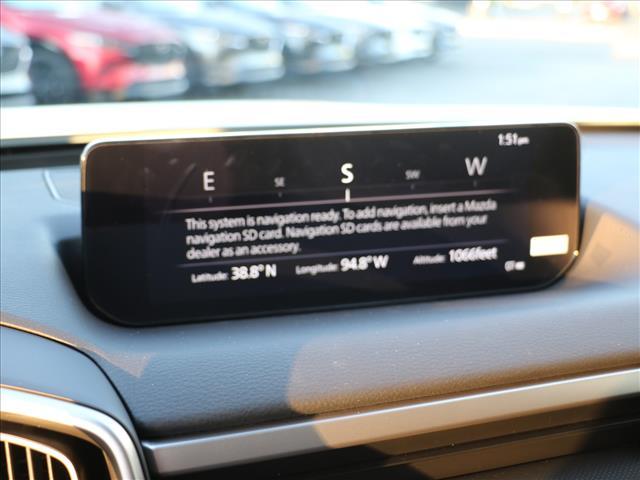 1:51pm
E SE S SW W
This system is navigation ready. To add navigation, insert a Mazda
navigation SD card. Navigation SD cards are available from your
dealer as an accessory.
Latitude: 38.8° N Longitude: 94.8° W Altitude: 1066feet